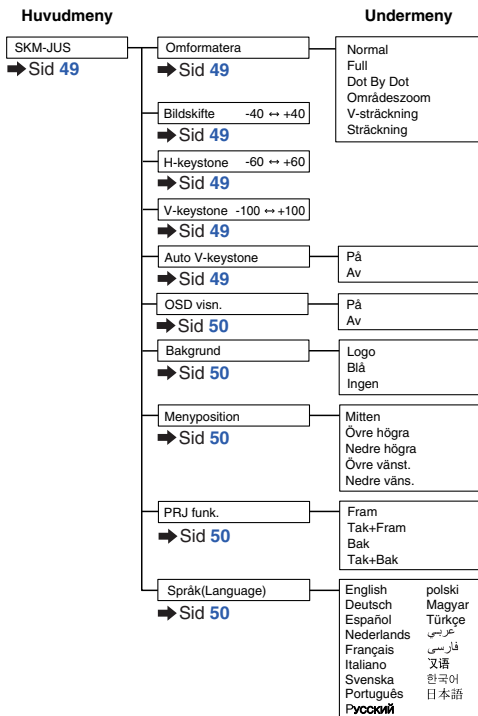 Huvudmeny
Undermeny
SKM-JUS
➡ Sid 49
Omformatera
➡ Sid 49
Normal
Full
Dot By Dot
Områdeszoom
V-sträckning
Sträckning
Bildskifte -40 ↔ +40
➡ Sid 49
H-keystone -60 ↔ +60
➡ Sid 49
V-keystone -100 ↔ +100
➡ Sid 49
Auto V-keystone
➡ Sid 49
På
Av
OSD visn.
➡ Sid 50
På
Av
Bakgrund
➡ Sid 50
Logo
Blå
Ingen
Menyposition
➡ Sid 50
Mitten
Övre högra
Nedre högra
Övre vänst.
Nedre väns.
PRJ funk.
➡ Sid 50
Fram
Tak+Fram
Bak
Tak+Bak
Språk(Language)
➡ Sid 50
English
Deutsch
Español
Nederlands
Français
Italiano
Svenska
Português
Русский
polski
Magyar
Türkçe
عربي
فارسی
汉语
한국어
日本語